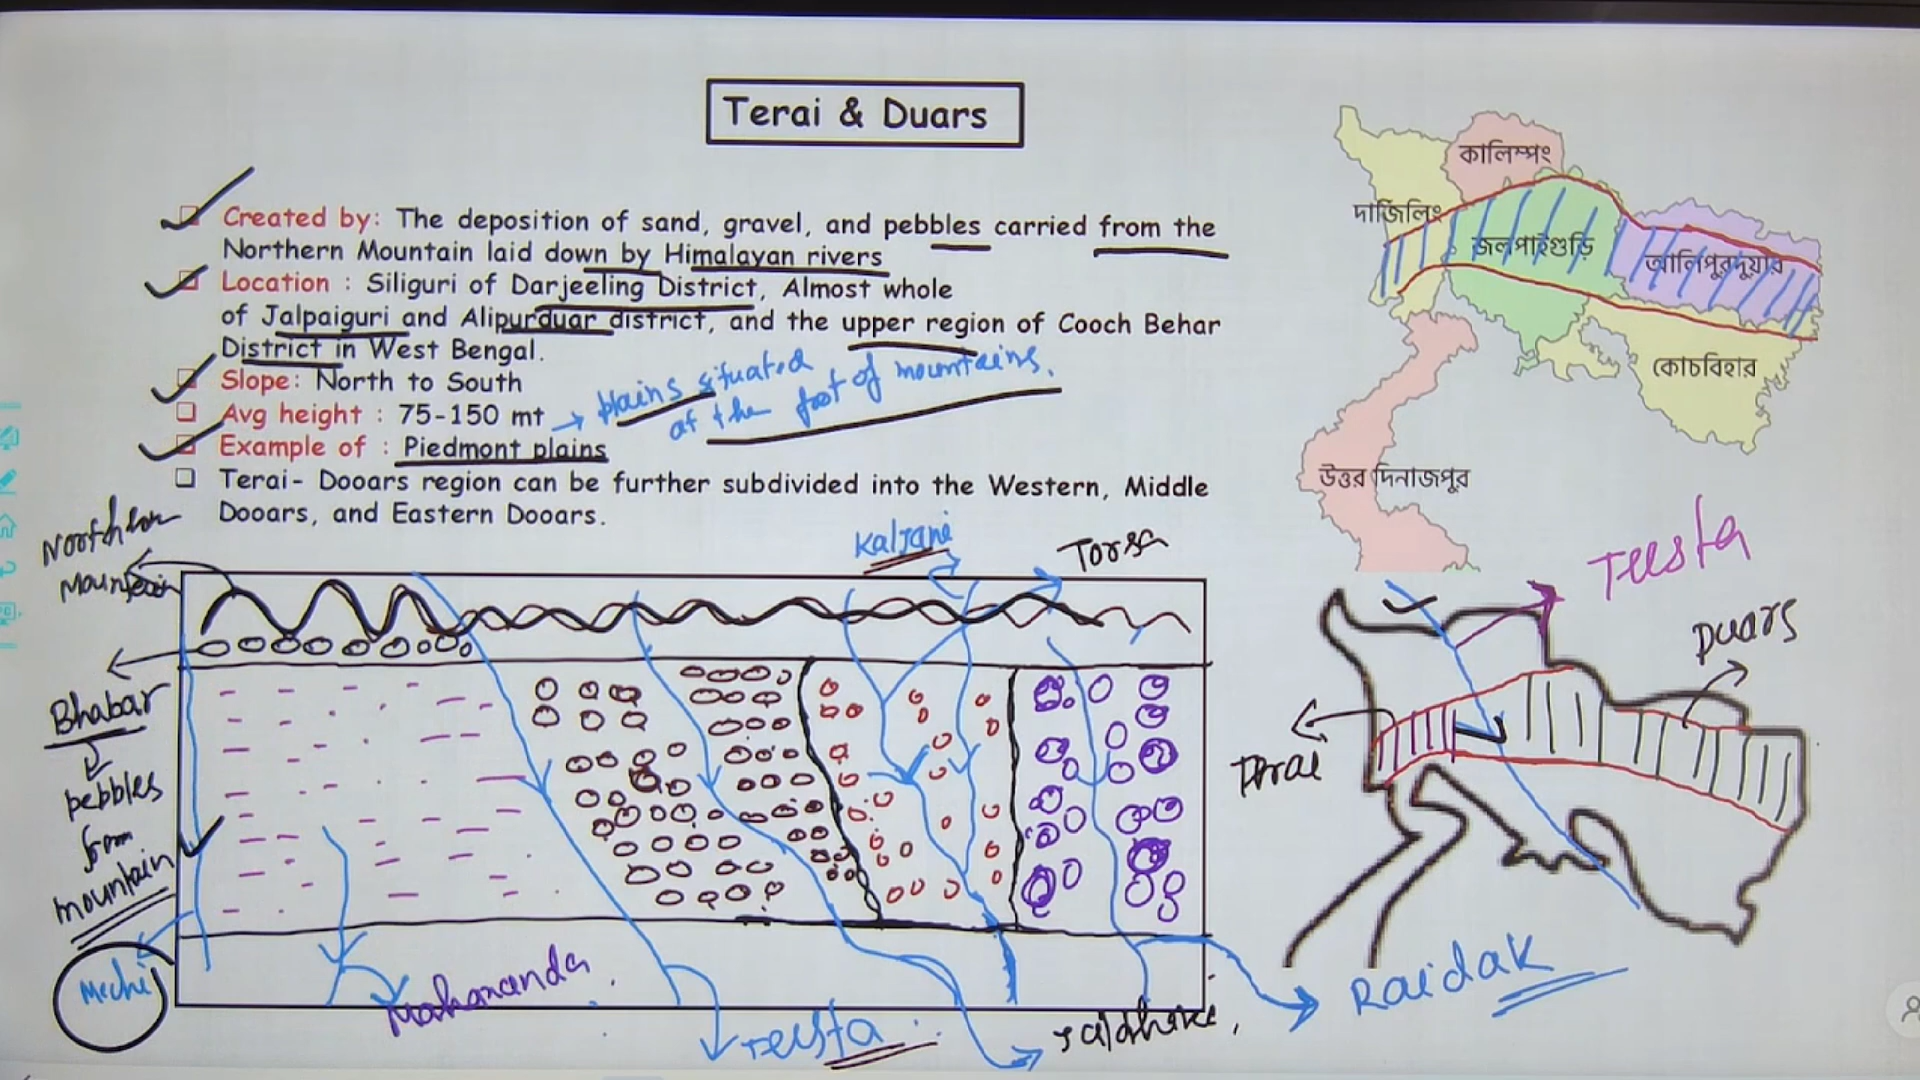 Terai & Duars
Created by: The deposition of sand, gravel, and pebbles carried from the
Northern Mountain laid down by Himalayan rivers
Location : Siliguri of Darjeeling District, Almost whole
of Jalpaiguri and Alipurduar district, and the upper region of Cooch Behar
District in West Bengal.
Slope: North to South
Avg height : 75-150 mt
→ plains situated
at the foot of mountains.
Example of : Piedmont plains
Terai- Dooars region can be further subdivided into the Western, Middle
Dooars, and Eastern Dooars.
কালিম্পং
দার্জিলিং
জলপাইগুড়ি
আলিপুরদুয়ার
কোচবিহার
উত্তর দিনাজপুর
Northern
Mountain
Kaljani
Torsa
Bhabar
pebbles
from
mountain
Mechi
Mahananda
Teesta
Jaldhaka
Raidak
Teesta
Duars
Terai